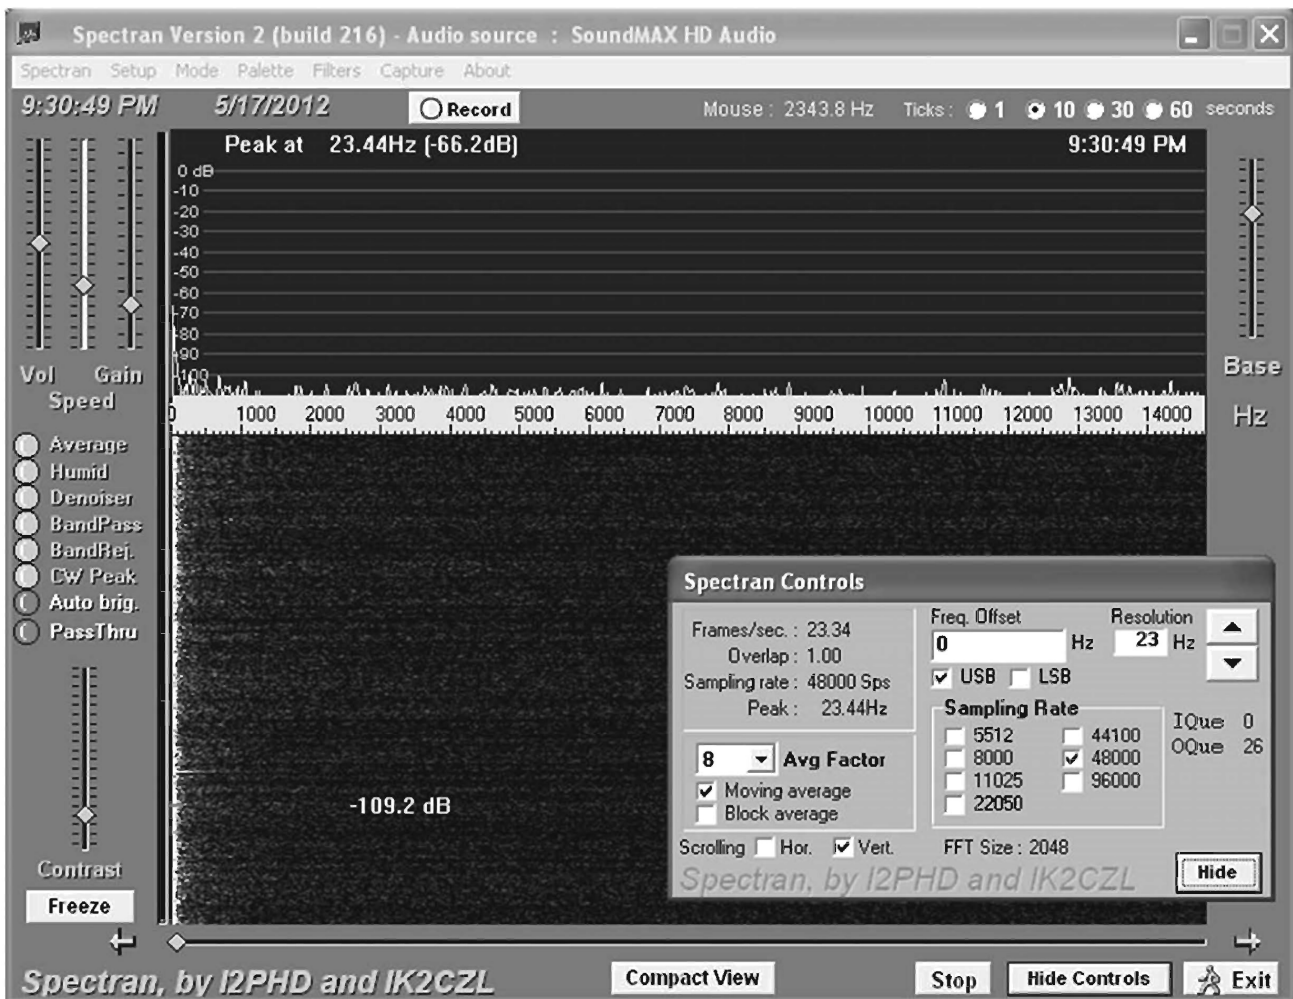 Spectran Version 2 (build 216) - Audio source : SoundMAX HD Audio
Spectran Setup Mode Palette Filters Capture About
9:30:49 PM 5/17/2012 Record Mouse : 2343.8 Hz Ticks : 1 10 30 60 seconds
Peak at 23.44Hz (-66.2dB) 9:30:49 PM
0 dB
-10
-20
-30
-40
-50
-60
-70
-80
-90
-100
Vol Gain
Speed
Base
0 1000 2000 3000 4000 5000 6000 7000 8000 9000 10000 11000 12000 13000 14000 Hz
Average
Humid
Denoiser
BandPass
BandRej.
CW Peak
Auto brig.
PassThru
-109.2 dB
Contrast
Freeze
Spectran Controls
Frames/sec. : 23.34
Overlap : 1.00
Sampling rate : 48000 Sps
Peak : 23.44Hz
8 Avg Factor
Moving average
Block average
Scrolling Hor. Vert.
Freq. Offset Resolution
0 Hz 23 Hz
USB LSB
Sampling Rate
5512 44100
8000 48000
11025 96000
22050
IQue 0
OQue 26
FFT Size : 2048
Spectran, by I2PHD and IK2CZL
Hide
Spectran, by I2PHD and IK2CZL Compact View Stop Hide Controls Exit